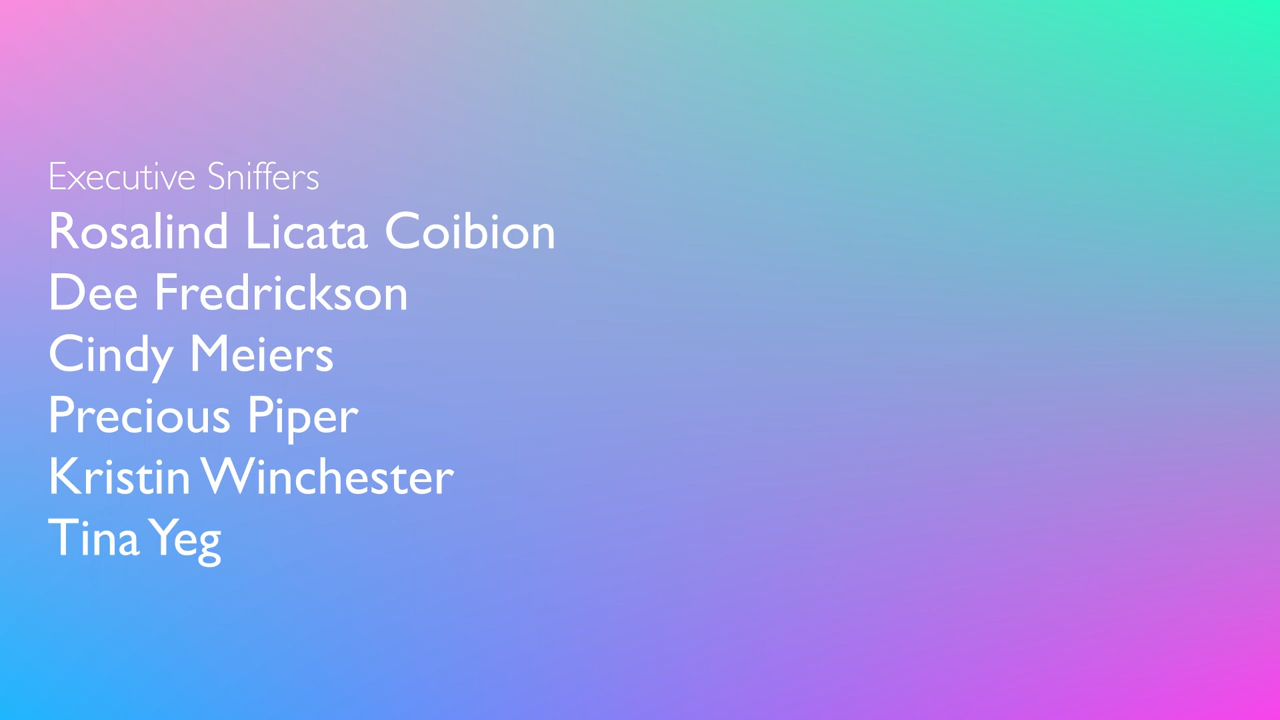 Executive Sniffers
Rosalind Licata Coibion
Dee Fredrickson
Cindy Meiers
Precious Piper
Kristin Winchester
Tina Yeg